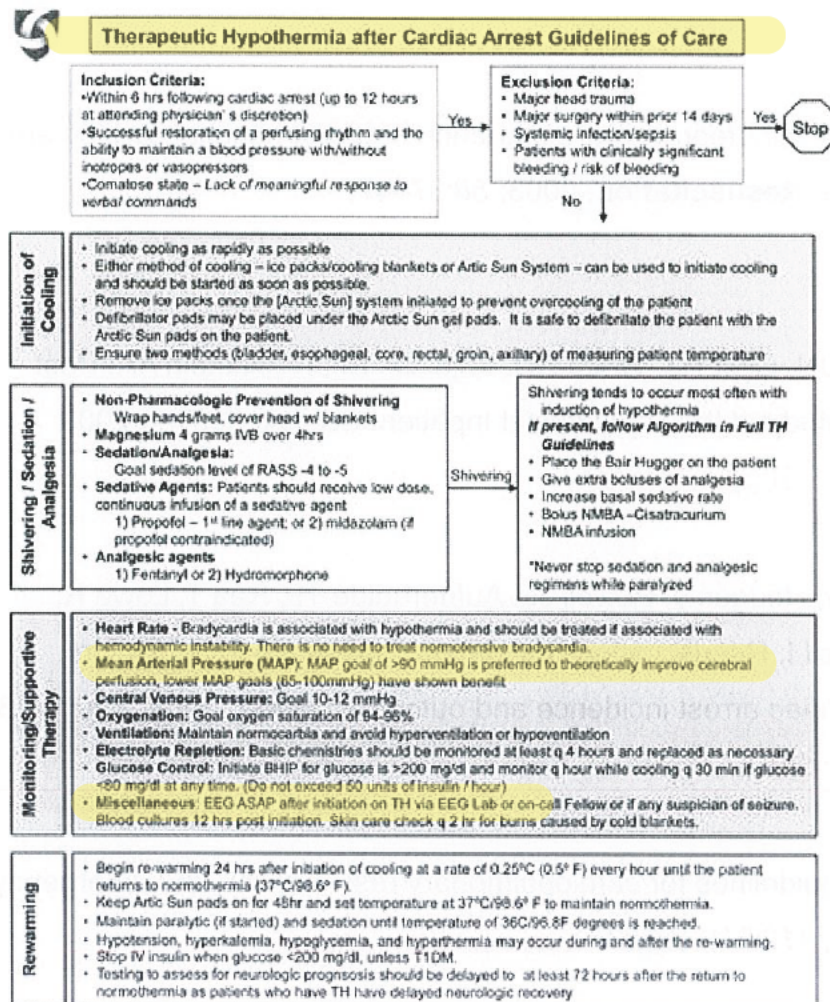 Therapeutic Hypothermia after Cardiac Arrest Guidelines of Care
Inclusion Criteria:
•Within 6 hrs following cardiac arrest (up to 12 hours
at attending physician's discretion)
•Successful restoration of a perfusing rhythm and the
ability to maintain a blood pressure with/without
inotropes or vasopressors
•Comatose state – Lack of meaningful response to
verbal commands
Yes
Exclusion Criteria:
• Major head trauma
• Major surgery within prior 14 days
• Systemic infection/sepsis
• Patients with clinically significant
bleeding / risk of bleeding
Yes
Stop
No
Initiation of
Cooling
• Initiate cooling as rapidly as possible
• Either method of cooling – ice packs/cooling blankets or Artic Sun System – can be used to initiate cooling
and should be started as soon as possible.
• Remove ice packs once the [Arctic Sun] system initiated to prevent overcooling of the patient
• Defibrillator pads may be placed under the Arctic Sun gel pads. It is safe to defibrillate the patient with the
Arctic Sun pads on the patient.
• Ensure two methods (bladder, esophageal, core, rectal, groin, axillary) of measuring patient temperature
Shivering / Sedation /
Analgesia
• Non-Pharmacologic Prevention of Shivering
Wrap hands/feet, cover head w/ blankets
• Magnesium 4 grams IVB over 4hrs
• Sedation/Analgesia:
Goal sedation level of RASS -4 to -5
• Sedative Agents: Patients should receive low dose,
continuous infusion of a sedative agent
1) Propofol – 1st line agent; or 2) midazolam (if
propofol contraindicated)
• Analgesic agents
1) Fentanyl or 2) Hydromorphone
Shivering
Shivering tends to occur most often with
induction of hypothermia
If present, follow Algorithm in Full TH
Guidelines
• Place the Bair Hugger on the patient
• Give extra boluses of analgesia
• Increase basal sedative rate
• Bolus NMBA –Cisatracurium
• NMBA infusion
*Never stop sedation and analgesic
regimens while paralyzed
Monitoring/Supportive
Therapy
• Heart Rate - Bradycardia is associated with hypothermia and should be treated if associated with
hemodynamic instability. There is no need to treat normotensive bradycardia.
• Mean Arterial Pressure (MAP): MAP goal of >90 mmHg is preferred to theoretically improve cerebral
perfusion, lower MAP goals (65-100mmHg) have shown benefit
• Central Venous Pressure: Goal 10-12 mmHg
• Oxygenation: Goal oxygen saturation of 94-96%
• Ventilation: Maintain normocarbia and avoid hyperventilation or hypoventilation
• Electrolyte Repletion: Basic chemistries should be monitored at least q 4 hours and replaced as necessary
• Glucose Control: Initiate BHIP for glucose is >200 mg/dl and monitor q hour while cooling q 30 min if glucose
<80 mg/dl at any time. (Do not exceed 50 units of insulin / hour)
• Miscellaneous: EEG ASAP after initiation on TH via EEG Lab or on-call Fellow or if any suspicion of seizure.
Blood cultures 12 hrs post initiation. Skin care check q 2 hr for burns caused by cold blankets.
Rewarming
• Begin re-warming 24 hrs after initiation of cooling at a rate of 0.25°C (0.5° F) every hour until the patient
returns to normothermia (37°C/98.6° F).
• Keep Artic Sun pads on for 48hr and set temperature at 37°C/98.6° F to maintain normothermia.
• Maintain paralytic (if started) and sedation until temperature of 36C/96.8F degrees is reached.
• Hypotension, hyperkalemia, hypoglycemia, and hyperthermia may occur during and after the re-warming.
• Stop IV insulin when glucose <200 mg/dl, unless T1DM.
• Testing to assess for neurologic prognsosis should be delayed to at least 72 hours after the return to
normothermia as patients who have TH have delayed neurologic recovery